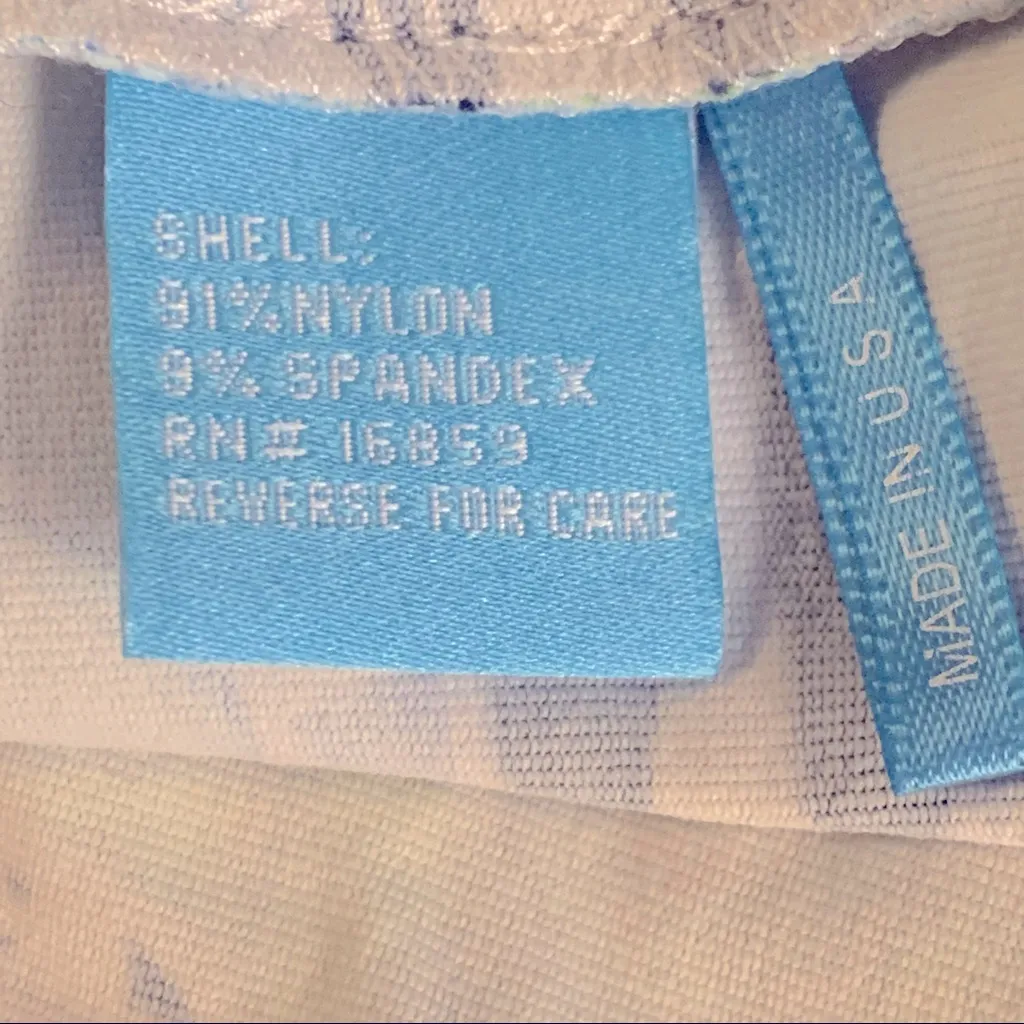 SHELL:
91% NYLON
9% SPANDEX
RN# 16859
REVERSE FOR CARE
MADE IN USA